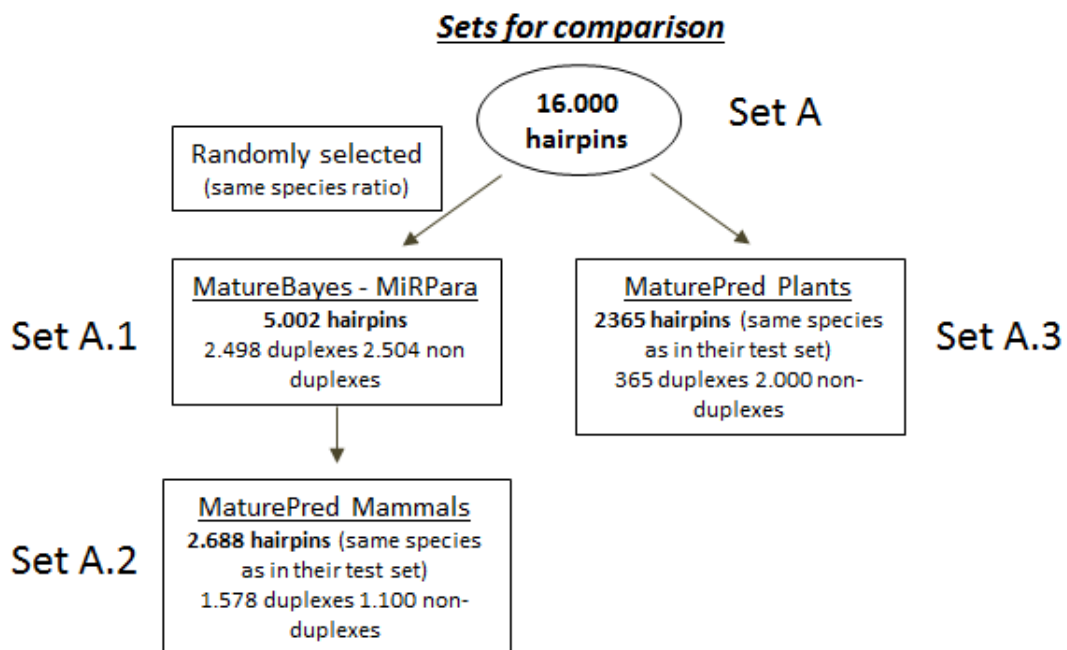 Sets for comparison
16.000
hairpins
Set A
Randomly selected
(same species ratio)
MatureBayes - MiRPara
5.002 hairpins
2.498 duplexes 2.504 non
duplexes
Set A.1
MaturePred Plants
2365 hairpins (same species
as in their test set)
365 duplexes 2.000 non-
duplexes
Set A.3
MaturePred Mammals
2.688 hairpins (same species
as in their test set)
1.578 duplexes 1.100 non-
duplexes
Set A.2